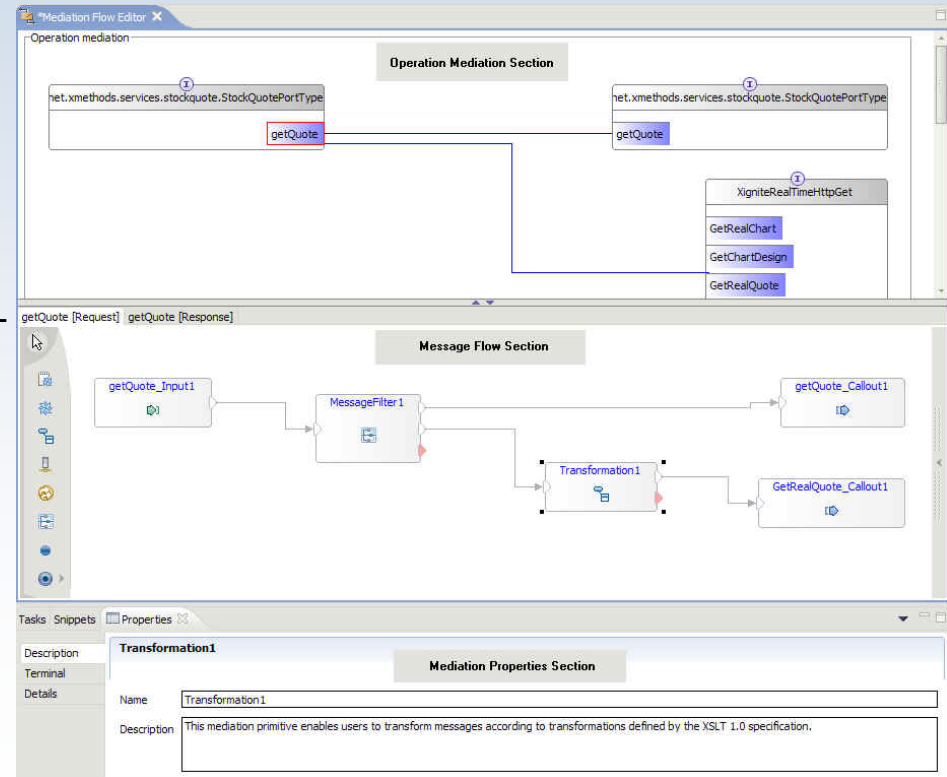 *Mediation Flow Editor
Operation mediation
Operation Mediation Section
net.xmethods.services.stockquote.StockQuotePortType
getQuote
net.xmethods.services.stockquote.StockQuotePortType
getQuote
XigniteRealTimeHttpGet
GetRealChart
GetChartDesign
GetRealQuote
getQuote [Request] getQuote [Response]
Message Flow Section
getQuote_Input1
MessageFilter1
getQuote_Callout1
Transformation1
GetRealQuote_Callout1
Tasks Snippets Properties
Description
Terminal
Details
Transformation1
Mediation Properties Section
Name Transformation1
Description This mediation primitive enables users to transform messages according to transformations defined by the XSLT 1.0 specification.